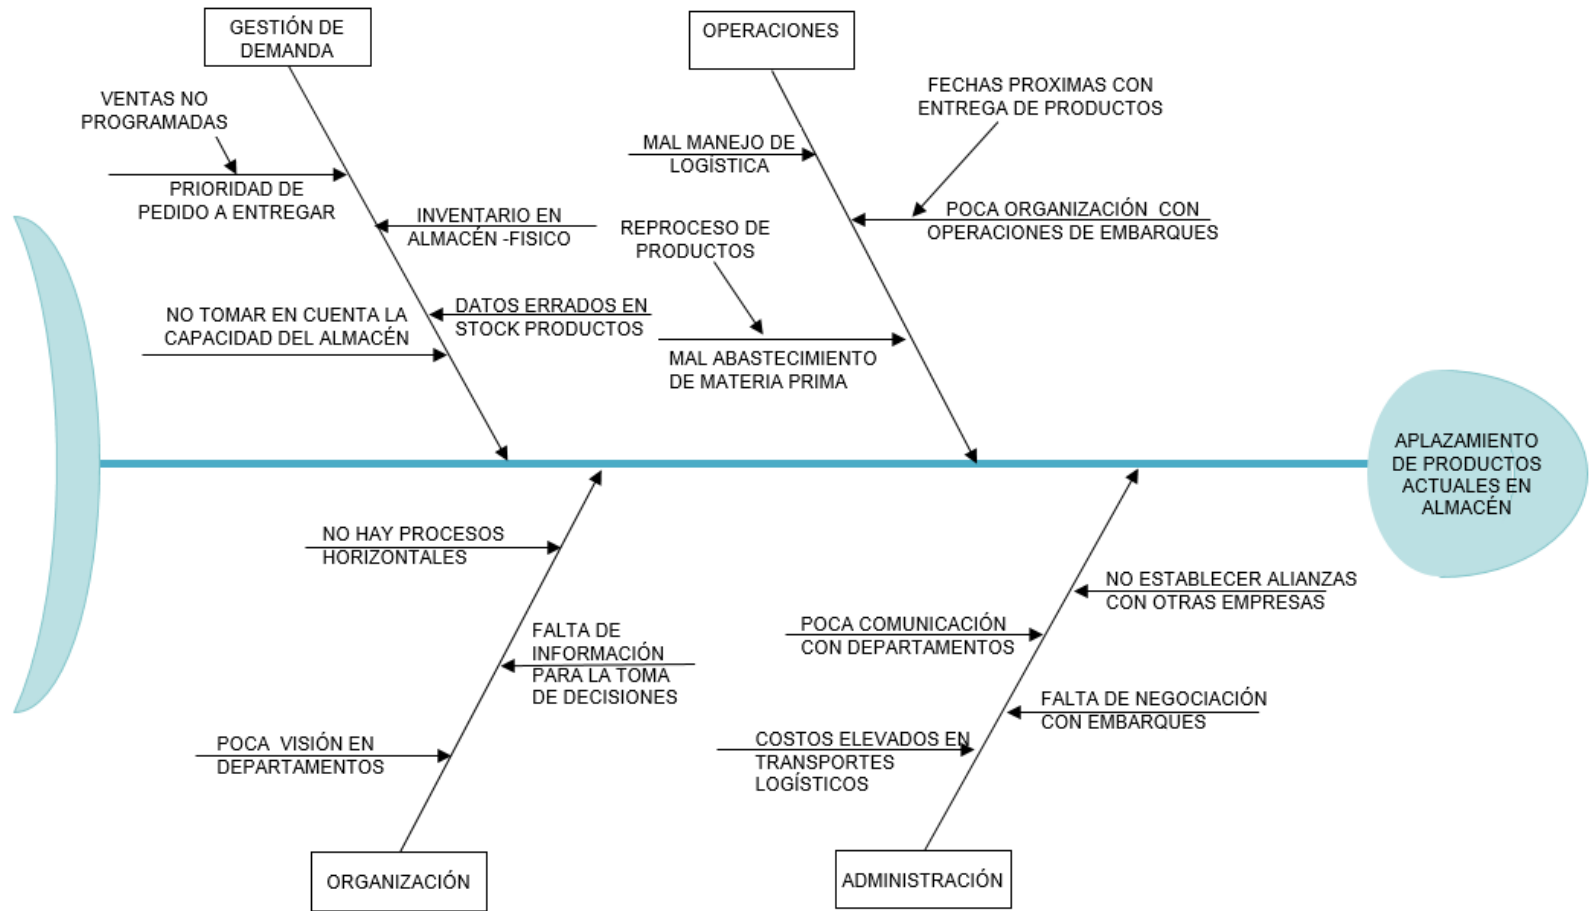 GESTIÓN DE
DEMANDA
OPERACIONES
VENTAS NO
PROGRAMADAS
PRIORIDAD DE
PEDIDO A ENTREGAR
INVENTARIO EN
ALMACÉN -FISICO
NO TOMAR EN CUENTA LA
CAPACIDAD DEL ALMACÉN
DATOS ERRADOS EN
STOCK PRODUCTOS
MAL MANEJO DE
LOGÍSTICA
FECHAS PROXIMAS CON
ENTREGA DE PRODUCTOS
POCA ORGANIZACIÓN  CON
OPERACIONES DE EMBARQUES
REPROCESO DE
PRODUCTOS
MAL ABASTECIMIENTO
DE MATERIA PRIMA
APLAZAMIENTO
DE PRODUCTOS
ACTUALES EN
ALMACÉN
NO HAY PROCESOS
HORIZONTALES
FALTA DE
INFORMACIÓN
PARA LA TOMA
DE DECISIONES
POCA  VISIÓN EN
DEPARTAMENTOS
NO ESTABLECER ALIANZAS
CON OTRAS EMPRESAS
POCA COMUNICACIÓN
CON DEPARTAMENTOS
FALTA DE NEGOCIACIÓN
CON EMBARQUES
COSTOS ELEVADOS EN
TRANSPORTES
LOGÍSTICOS
ORGANIZACIÓN
ADMINISTRACIÓN